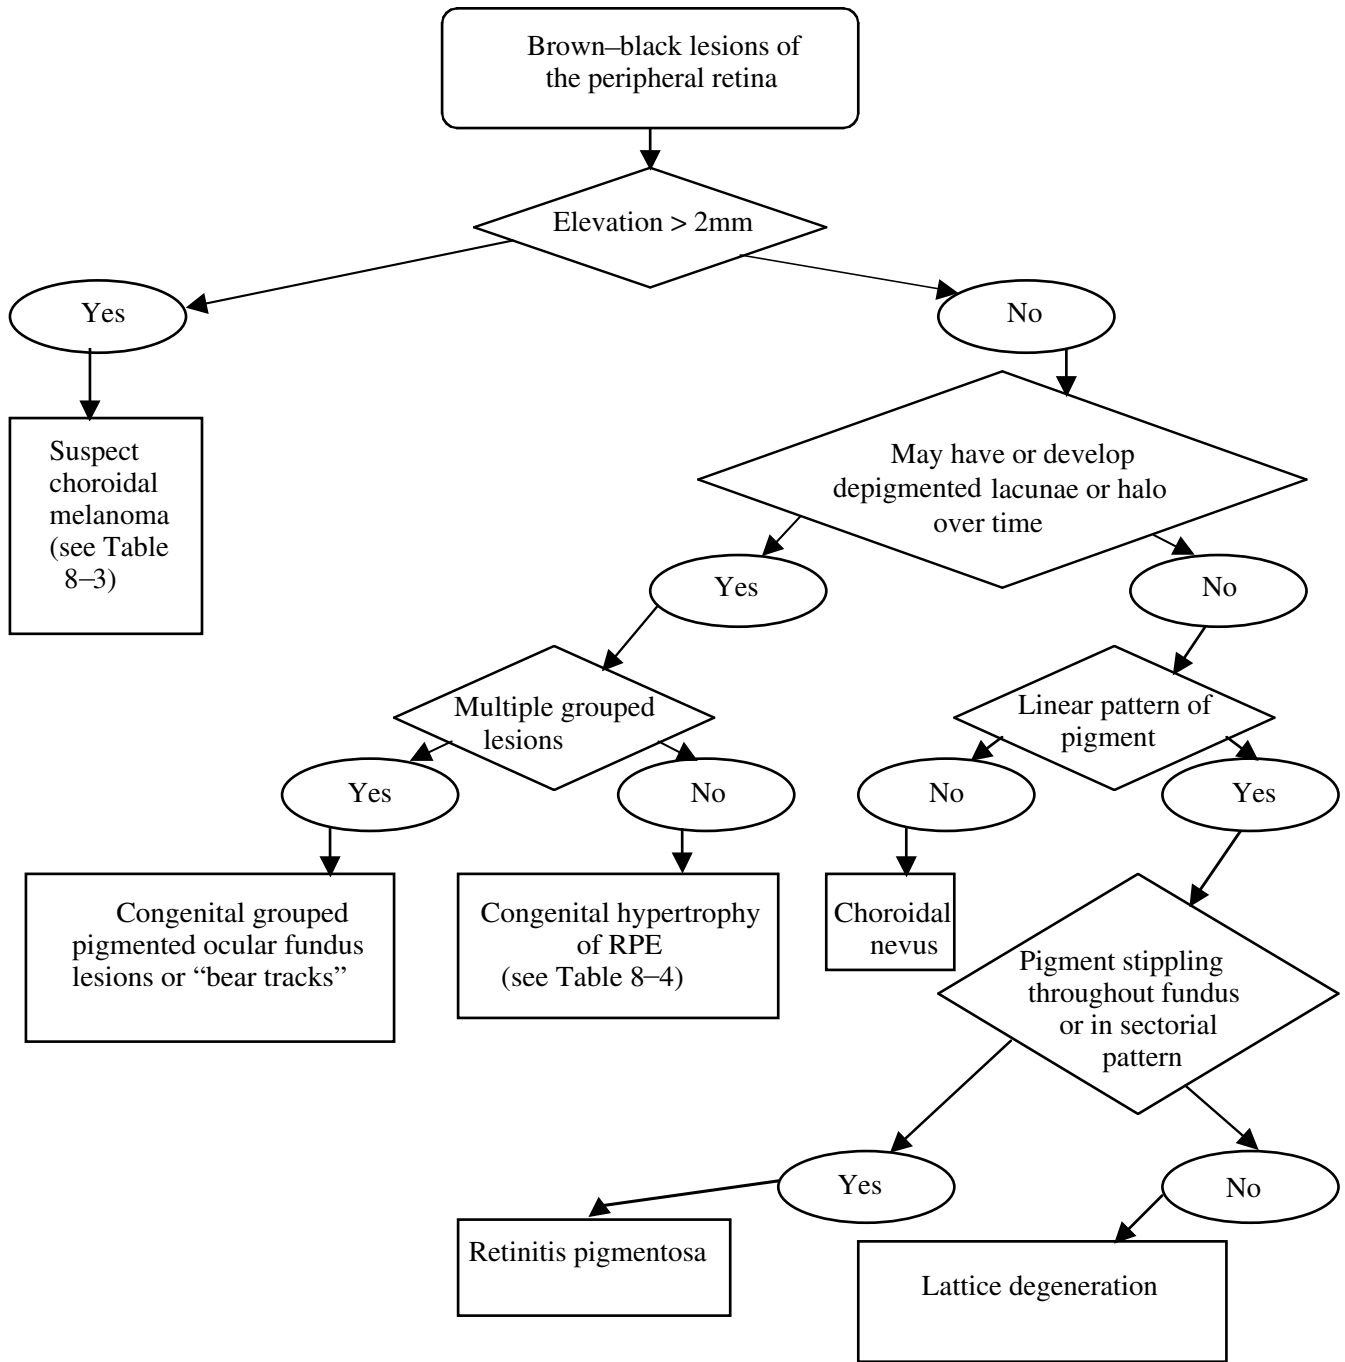 Brown–black lesions of
the peripheral retina
Elevation > 2mm
Yes
No
Suspect
choroidal
melanoma
(see Table
8–3)
May have or develop
depigmented lacunae or halo
over time
Yes
No
Multiple grouped
lesions
Linear pattern of
pigment
Yes
No
No
Yes
Congenital grouped
pigmented ocular fundus
lesions or “bear tracks”
Congenital hypertrophy
of RPE
(see Table 8–4)
Choroidal
nevus
Pigment stippling
throughout fundus
or in sectorial
pattern
Yes
No
Retinitis pigmentosa
Lattice degeneration